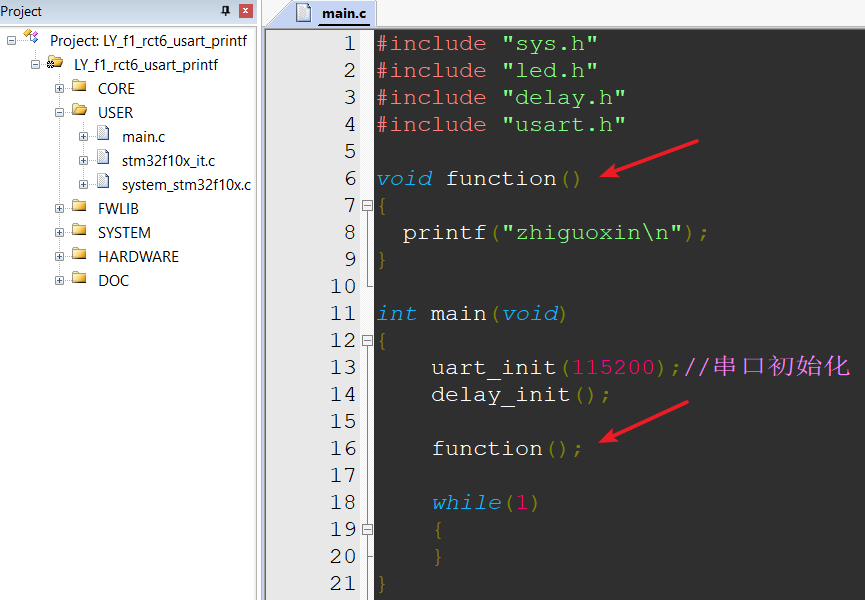 Project
Project: LY_f1_rct6_usart_printf
LY_f1_rct6_usart_printf
CORE
USER
main.c
stm32f10x_it.c
system_stm32f10x.c
FWLIB
SYSTEM
HARDWARE
DOC
main.c
1 #include "sys.h"
2 #include "led.h"
3 #include "delay.h"
4 #include "usart.h"
5
6 void function()
7 {
8 printf("zhiguoxin\n");
9 }
10
11 int main(void)
12 {
13 uart_init(115200);//串口初始化
14 delay_init();
15
16 function();
17
18 while(1)
19 {
20 }
21 }